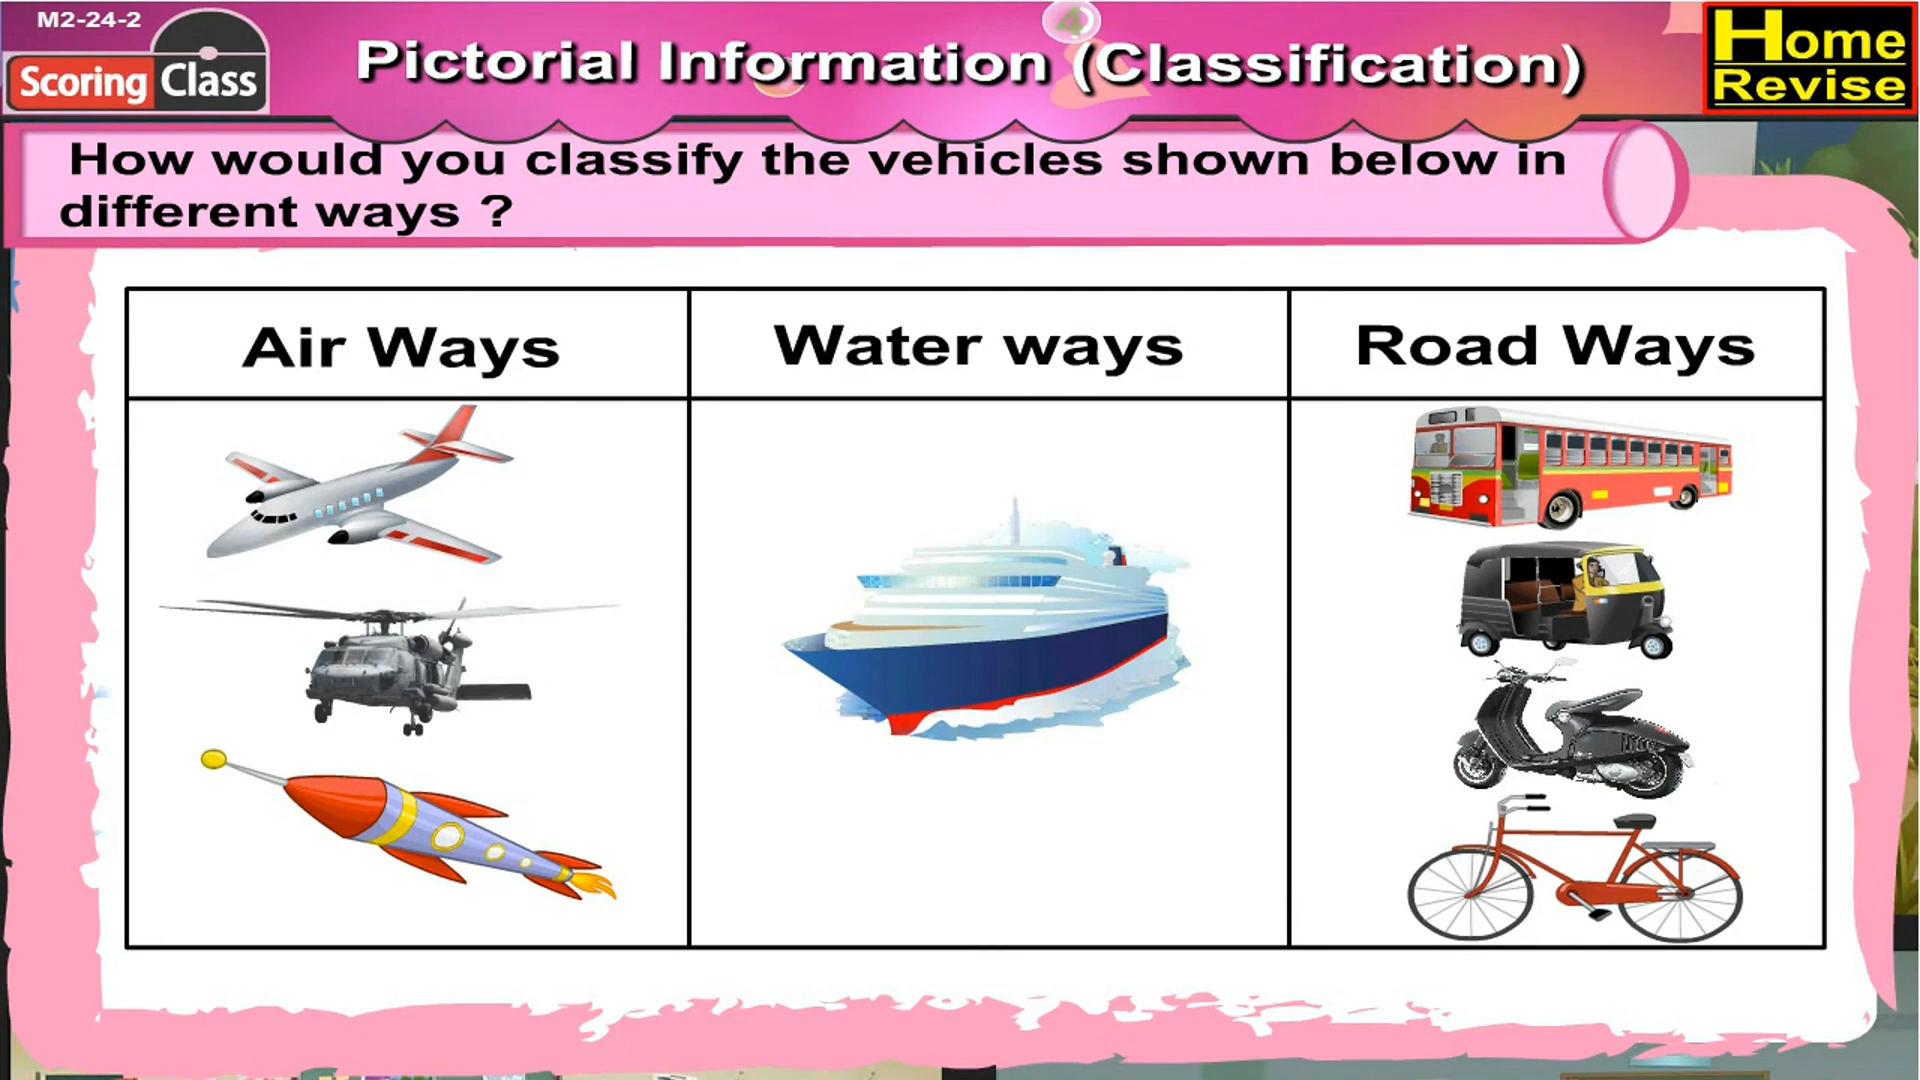 M2-24-2
Scoring Class
Pictorial Information (Classification)
4
Home
Revise
How would you classify the vehicles shown below in
different ways ?
Air Ways
Water ways
Road Ways